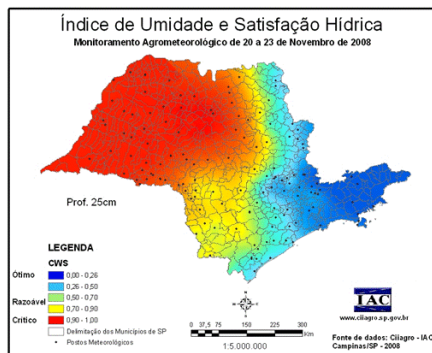 Índice de Umidade e Satisfação Hídrica
Monitoramento Agrometeorológico de 20 a 23 de Novembro de 2008
Prof. 25cm
LEGENDA
CWS
Ótimo 0,00 - 0,26
0,26 - 0,50
Razoável 0,50 - 0,70
0,70 - 0,90
Crítico 0,90 - 1,00
Delimitação dos Municípios de SP
Postos Meteorológicos
0 37,5 75 150 225 300
Km
1:5.000.000
IAC
www.ciiagro.sp.gov.br
Fonte de dados: Ciiagro - IAC
Campinas/SP - 2008